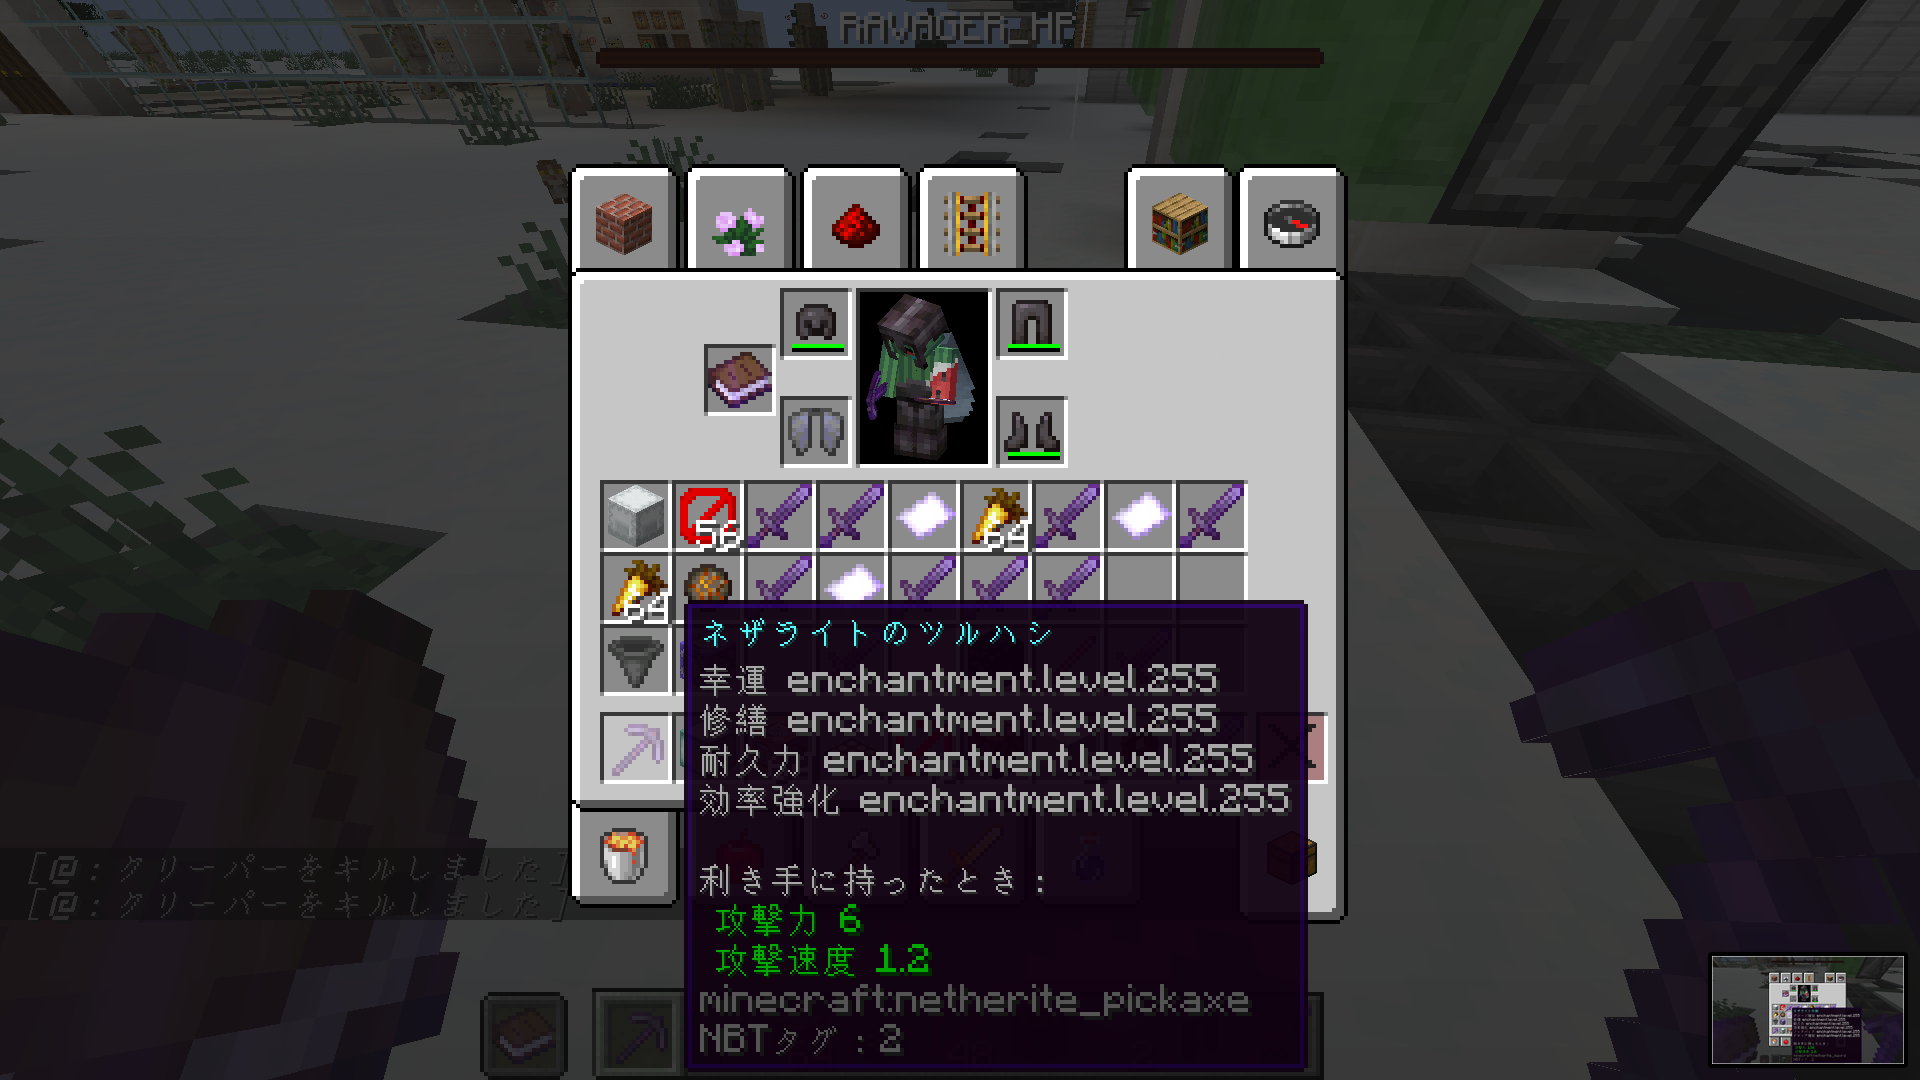 RAVAGER_HP
56
64
64
ネザライトのツルハシ
幸運 enchantment.level.255
修繕 enchantment.level.255
耐久力 enchantment.level.255
効率強化 enchantment.level.255
利き手に持ったとき：
攻撃力 6
攻撃速度 1.2
minecraft:netherite_pickaxe
NBTタグ：2
[@：クリーパーをキルしました]
[@：クリーパーをキルしました]